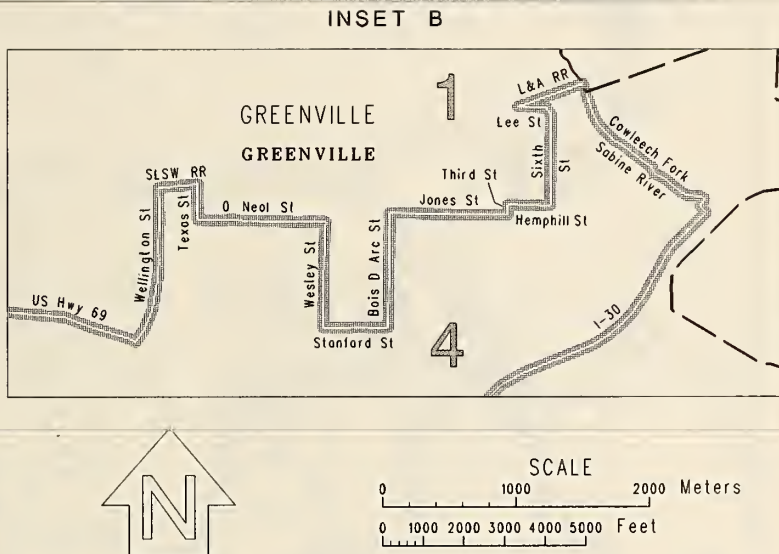 INSET B
1
L&A RR
GREENVILLE
Lee St
Cowleech Fork
Sabine River
GREENVILLE
Sixth St
Third St
SLSW RR
Jones St
Hemphill St
O Neal St
Texas St
Wellington St
Wesley St
Bois D Arc St
US Hwy 69
I-30
Stanford St
4
N
SCALE
0 1000 2000 Meters
0 1000 2000 3000 4000 5000 Feet